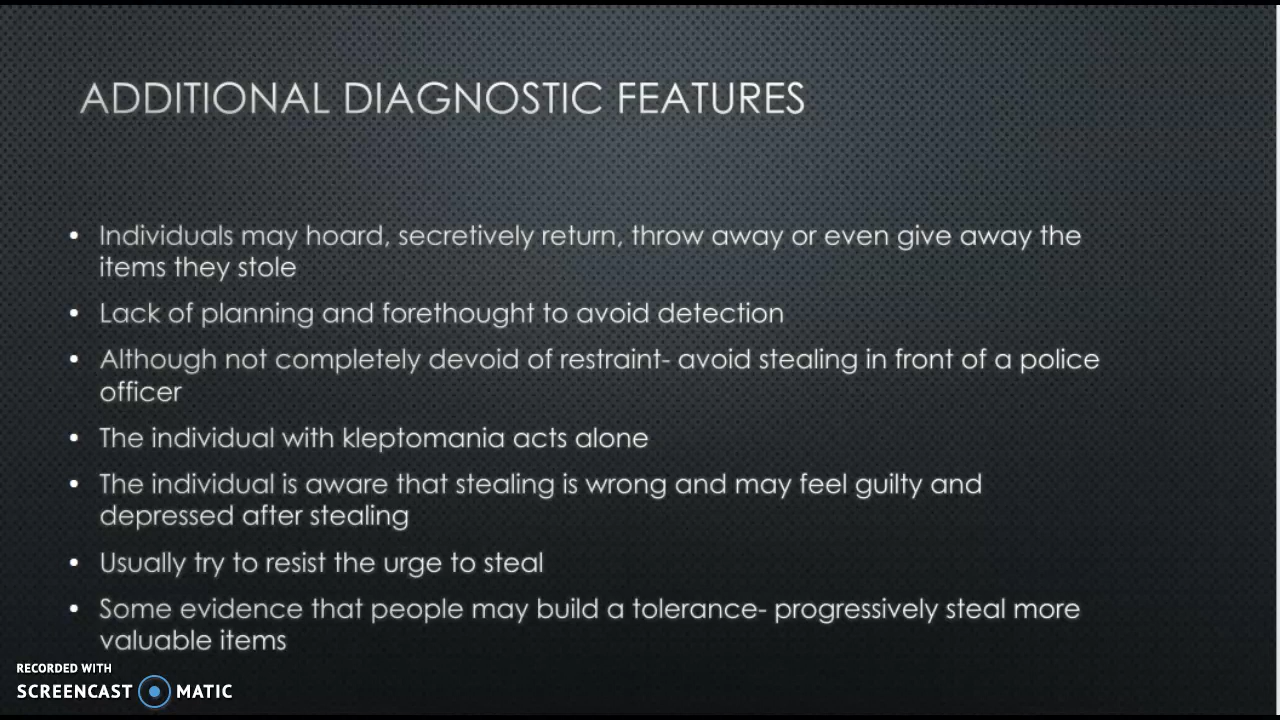 ADDITIONAL DIAGNOSTIC FEATURES
• Individuals may hoard, secretively return, throw away or even give away the
items they stole
• Lack of planning and forethought to avoid detection
• Although not completely devoid of restraint- avoid stealing in front of a police
officer
• The individual with kleptomania acts alone
• The individual is aware that stealing is wrong and may feel guilty and
depressed after stealing
• Usually try to resist the urge to steal
• Some evidence that people may build a tolerance- progressively steal more
valuable items
RECORDED WITH
SCREENCAST MATIC